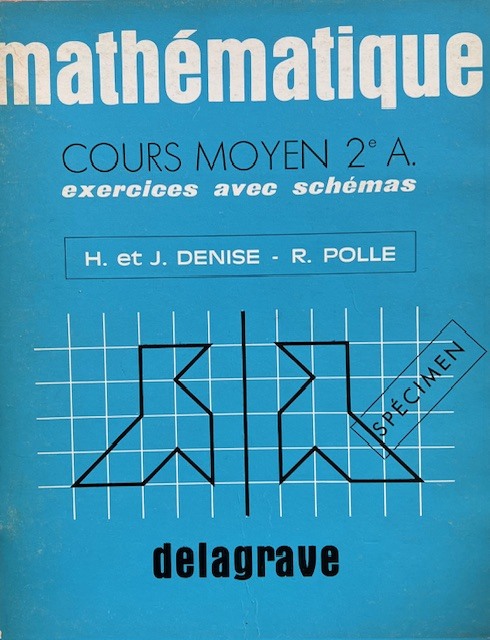 mathématique
COURS MOYEN 2e A.
exercices avec schémas
H. et J. DENISE - R. POLLE
SPÉCIMEN
delagrave